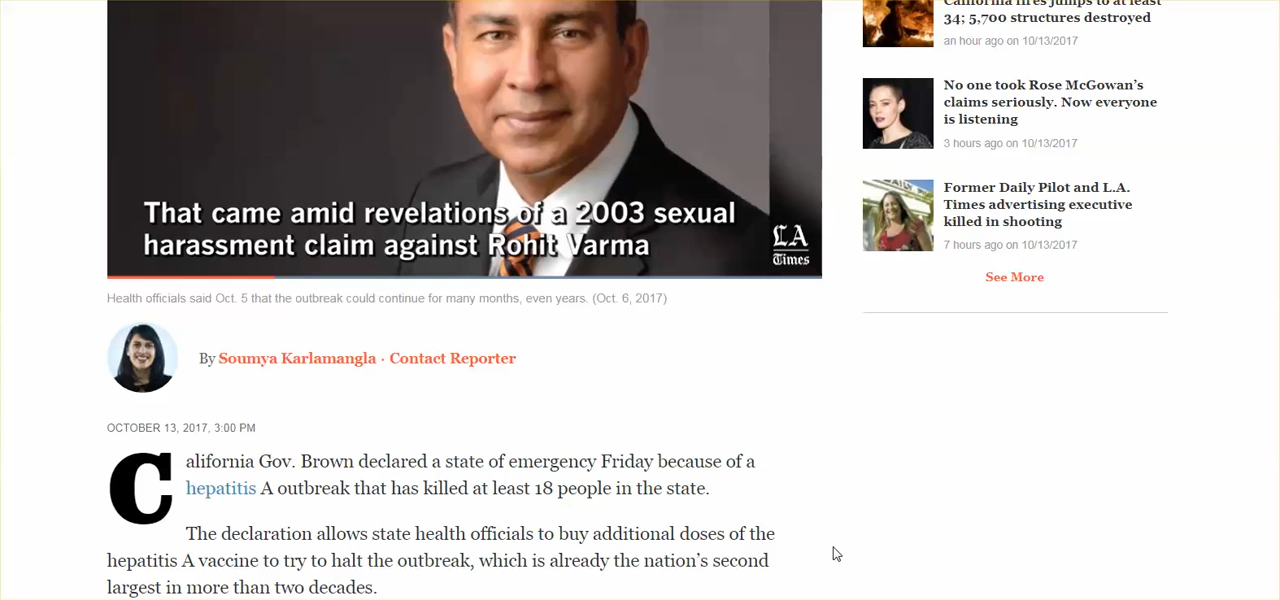 That came amid revelations of a 2003 sexual
harassment claim against Rohit Varma
LA
Times
Health officials said Oct. 5 that the outbreak could continue for many months, even years. (Oct. 6, 2017)
By Soumya Karlamangla · Contact Reporter
OCTOBER 13, 2017, 3:00 PM
California Gov. Brown declared a state of emergency Friday because of a
hepatitis A outbreak that has killed at least 18 people in the state.
The declaration allows state health officials to buy additional doses of the
hepatitis A vaccine to try to halt the outbreak, which is already the nation's second
largest in more than two decades.
California fires jumps to at least
34; 5,700 structures destroyed
an hour ago on 10/13/2017
No one took Rose McGowan's
claims seriously. Now everyone
is listening
3 hours ago on 10/13/2017
Former Daily Pilot and L.A.
Times advertising executive
killed in shooting
7 hours ago on 10/13/2017
See More